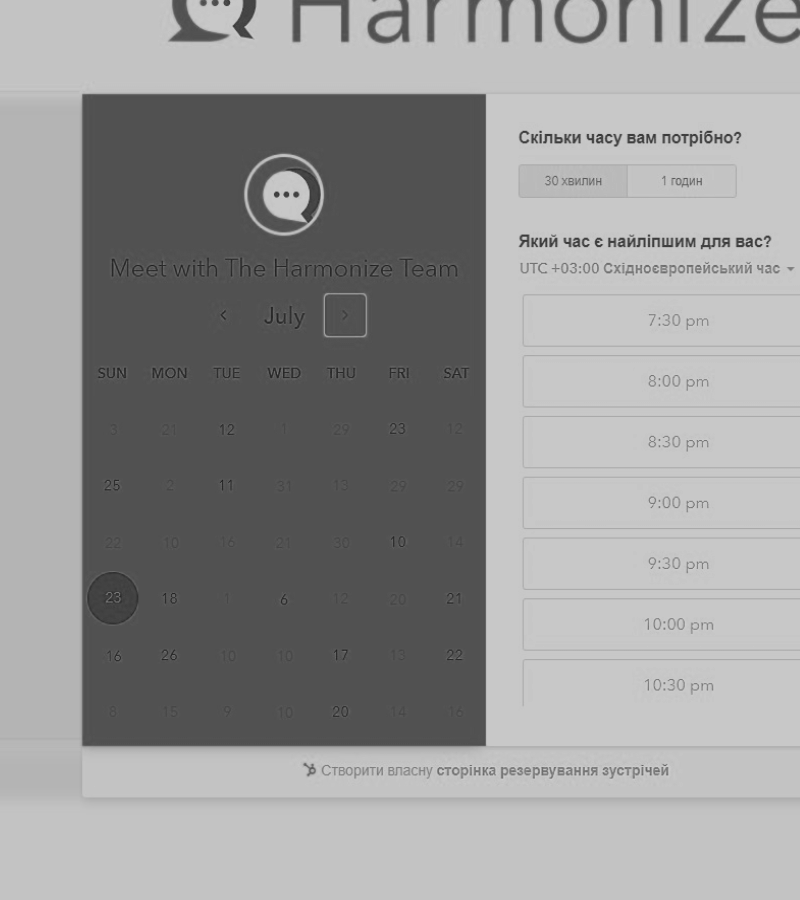 Harmonize
Meet with The Harmonize Team
July
SUN MON TUE WED THU FRI SAT
3 21 12 1 29 23 12
25 2 11 31 13 29 29
22 10 16 21 30 10 14
23 18 1 6 12 20 21
16 26 10 10 17 13 22
8 15 9 10 20 14 16
Скільки часу вам потрібно?
30 хвилин 1 годин
Який час є найліпшим для вас?
UTC +03:00 Східноєвропейський час
7:30 pm
8:00 pm
8:30 pm
9:00 pm
9:30 pm
10:00 pm
10:30 pm
Створити власну сторінка резервування зустрічей